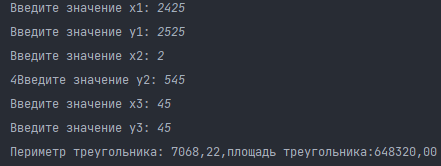 Введите значение x1: 2425
Введите значение y1: 2525
Введите значение x2: 2
4Введите значение y2: 545
Введите значение x3: 45
Введите значение y3: 45
Периметр треугольника: 7068,22,площадь треугольника:648320,00